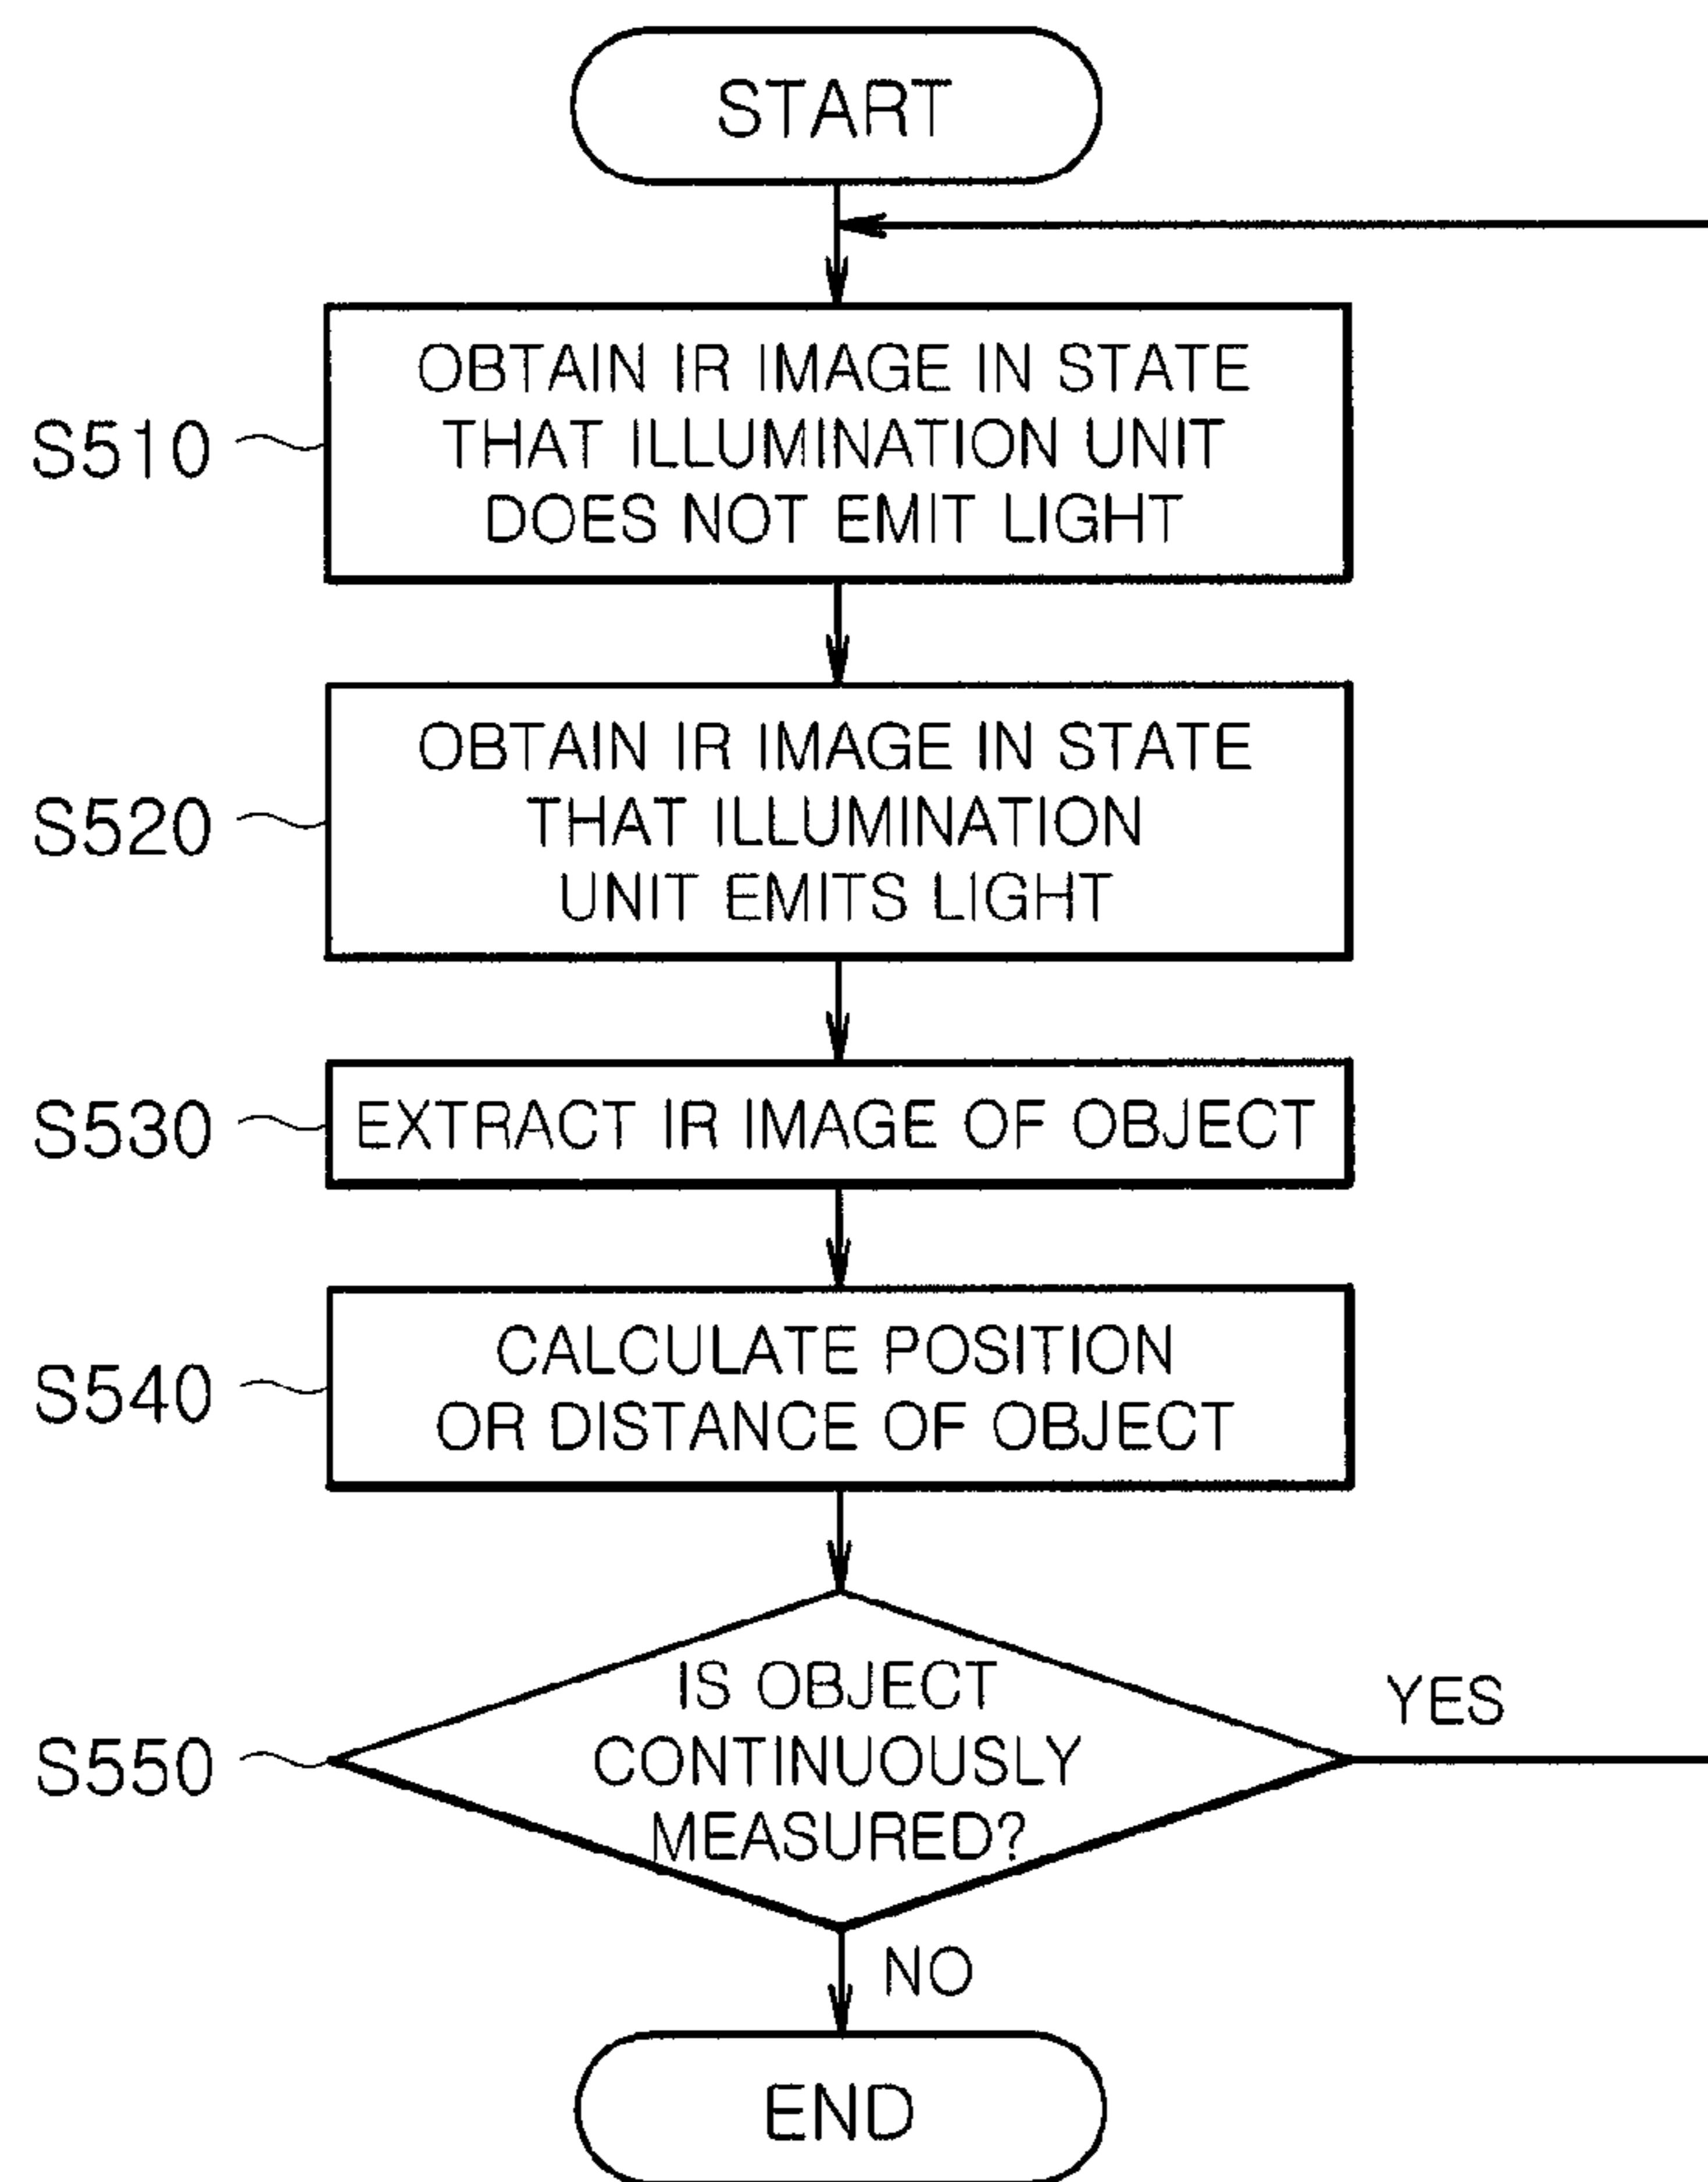 START
OBTAIN IR IMAGE IN STATE
THAT ILLUMINATION UNIT
DOES NOT EMIT LIGHT
S510
OBTAIN IR IMAGE IN STATE
THAT ILLUMINATION
UNIT EMITS LIGHT
S520
S530
EXTRACT IR IMAGE OF OBJECT
CALCULATE POSITION
OR DISTANCE OF OBJECT
S540
IS OBJECT
CONTINUOUSLY
MEASURED?
S550
YES
NO
END